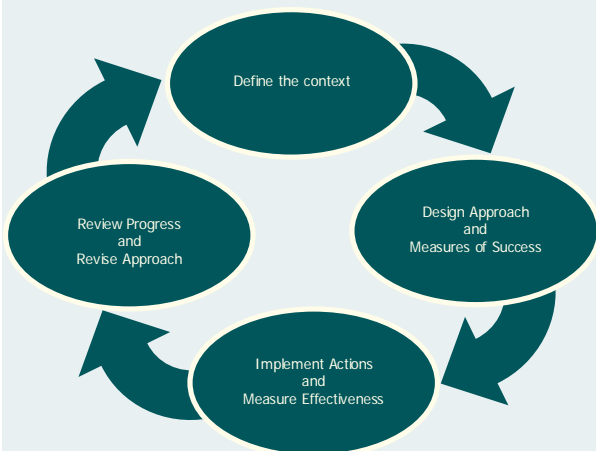 Define the context
Design Approach
and
Measures of Success
Implement Actions
and
Measure Effectiveness
Review Progress
and
Revise Approach